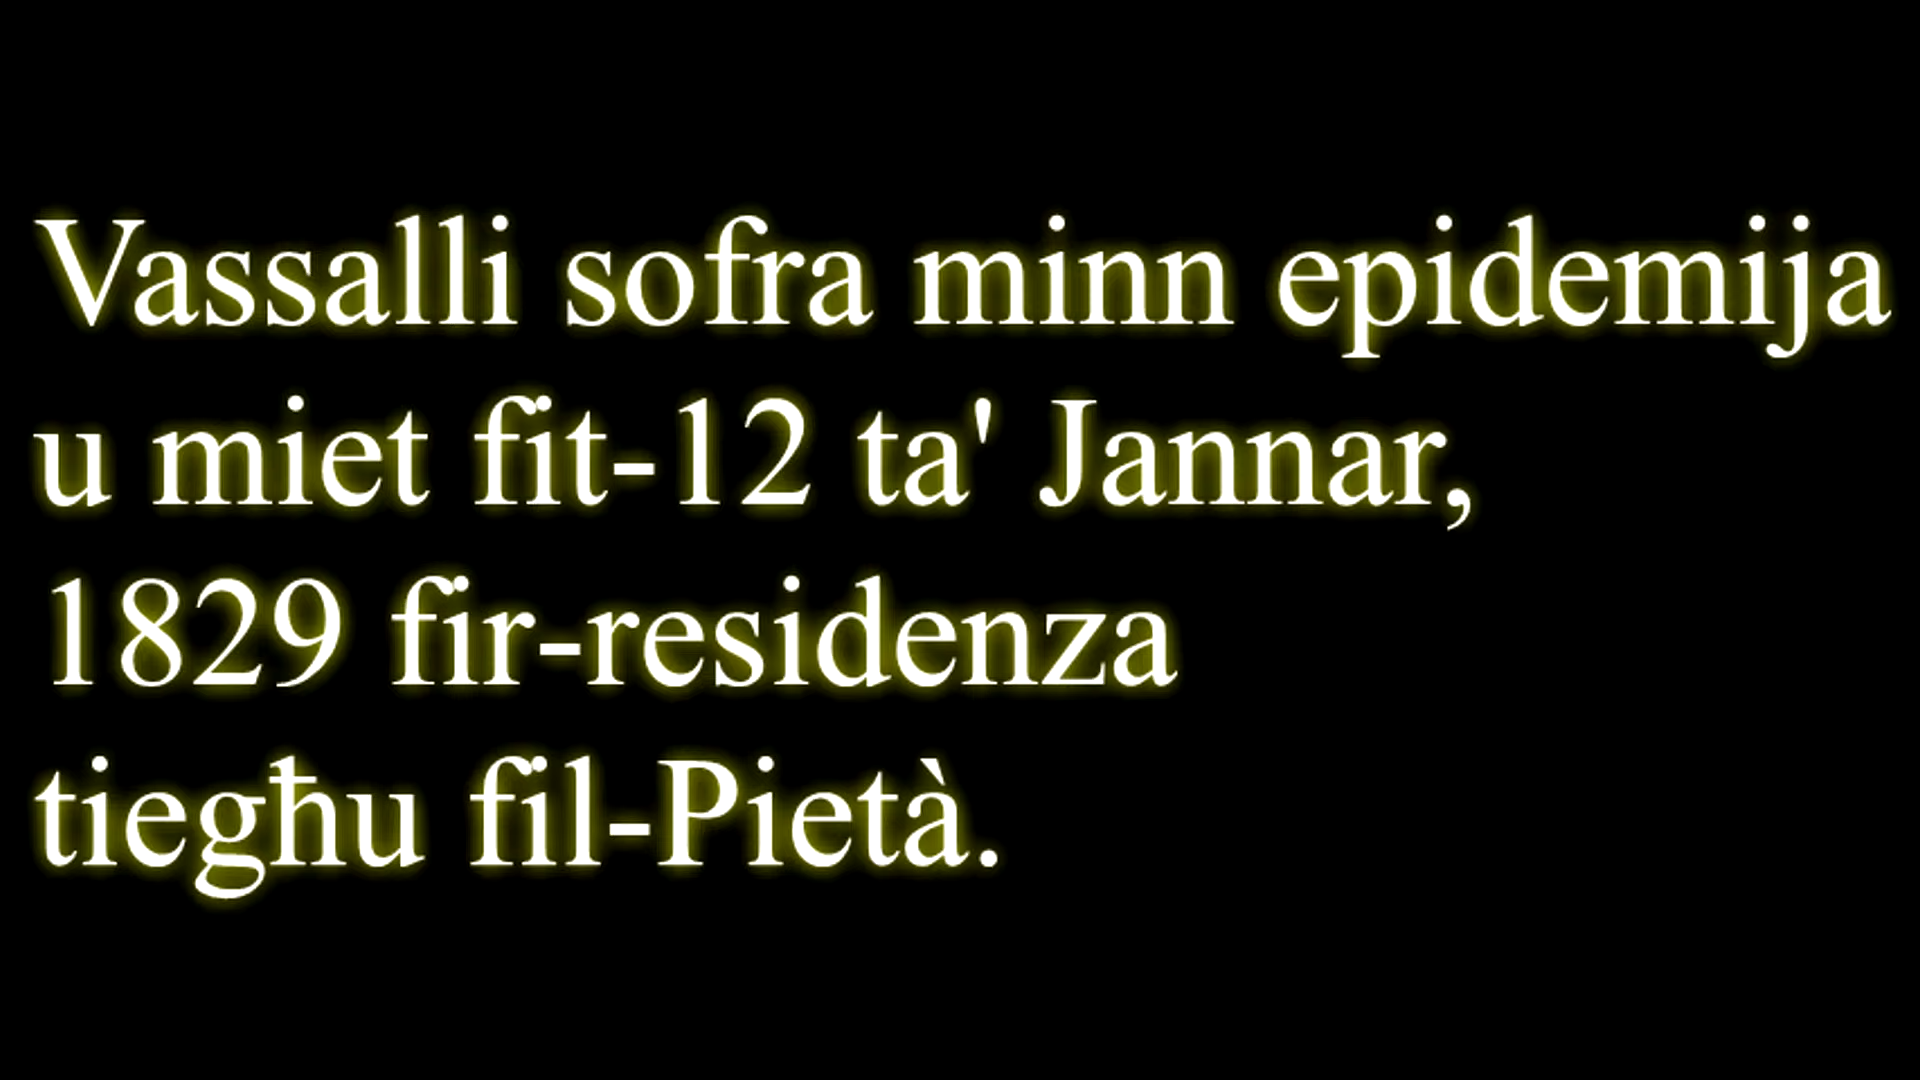 Vassalli sofra minn epidemija
u miet fit-12 ta' Jannar,
1829 fir-residenza
tiegħu fil-Pietà.